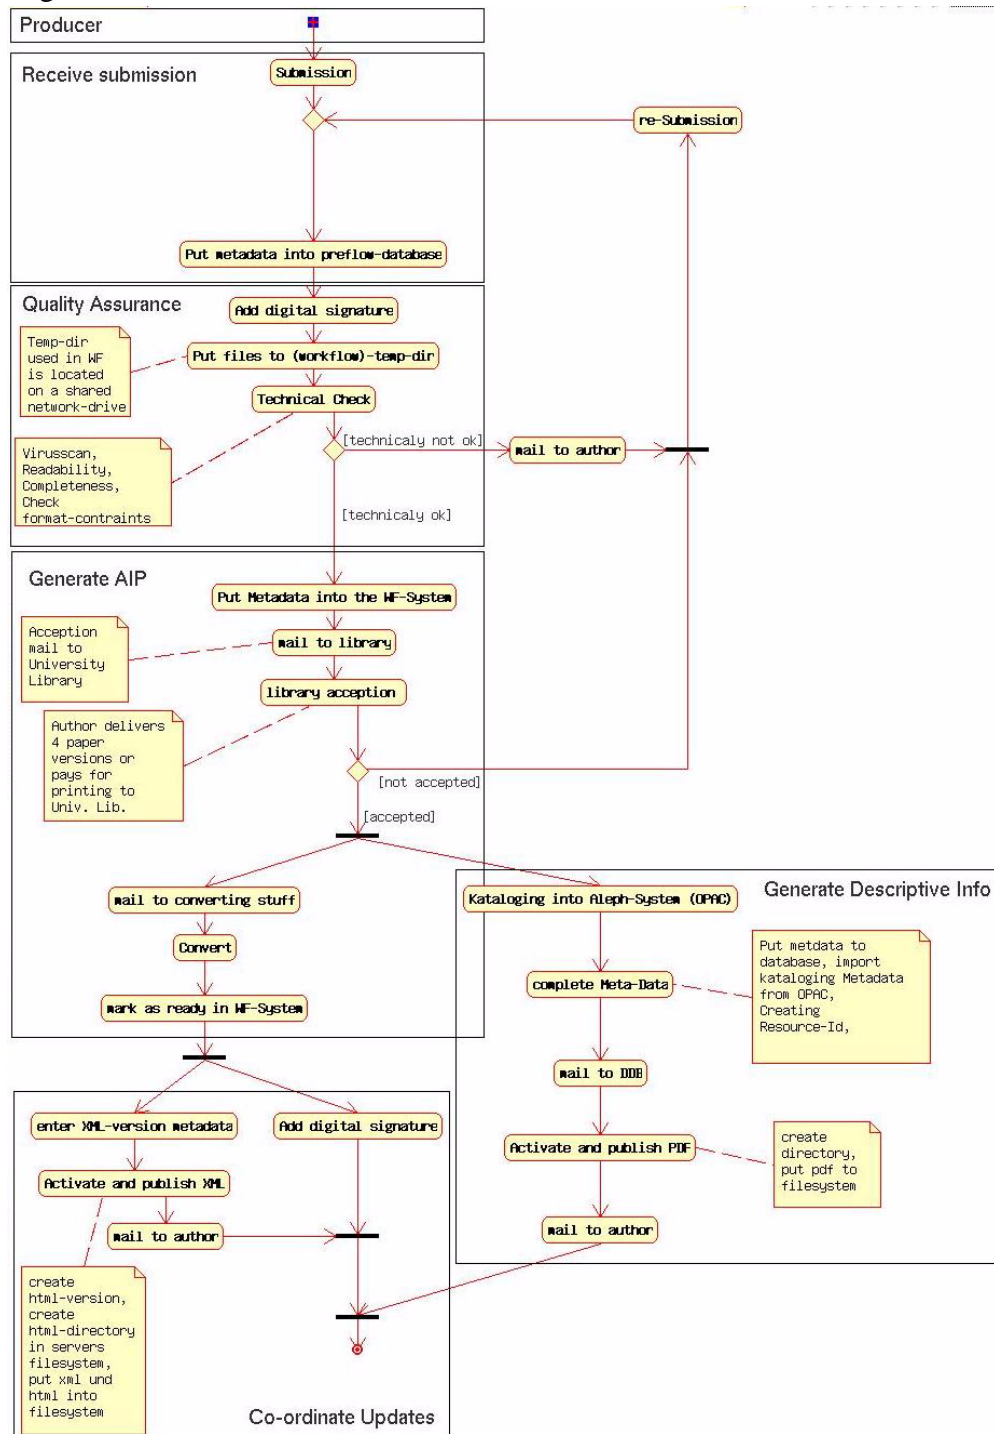 Producer
Receive submission
Submission
re-Submission
Put metadata into preflow-database
Quality Assurance
Add digital signature
Temp-dir
used in WF
is located
on a shared
network-drive
Put files to (workflow)-temp-dir
Technical Check
[technicaly not ok]
mail to author
Virusscan,
Readability,
Completeness,
Check
format-contraints
[technicaly ok]
Generate AIP
Put Metadata into the WF-System
Acception
mail to
University
Library
mail to library
library acception
Author delivers
4 paper
versions or
pays for
printing to
Univ. Lib.
[not accepted]
[accepted]
mail to converting stuff
Convert
mark as ready in WF-System
Generate Descriptive Info
Kataloging into Aleph-System (OPAC)
Put metdata to
database, import
kataloging Metadata
from OPAC,
Creating
Resource-Id,
complete Meta-Data
mail to DDB
Activate and publish PDF
create
directory,
put pdf to
filesystem
mail to author
enter XML-version metadata
Add digital signature
Activate and publish XML
mail to author
create
html-version,
create
html-directory
in servers
filesystem,
put xml und
html into
filesystem
Co-ordinate Updates